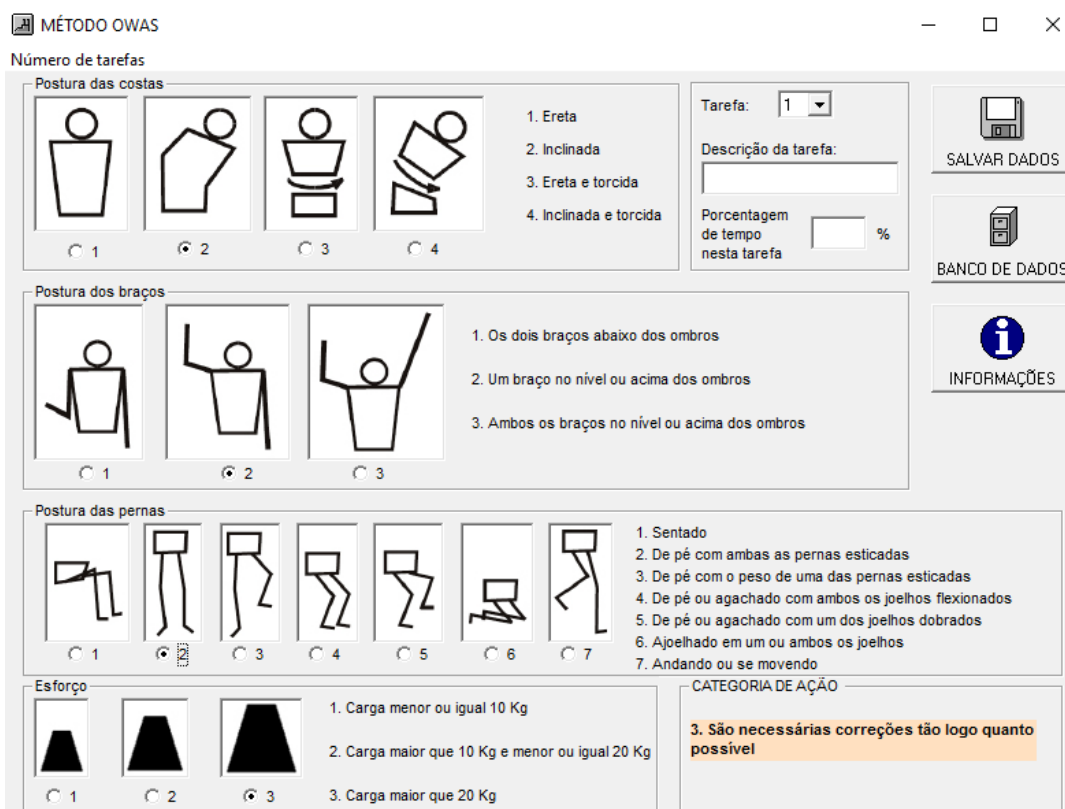 MÉTODO OWAS
Número de tarefas
Postura das costas
1. Ereta
2. Inclinada
3. Ereta e torcida
4. Inclinada e torcida
1
2
3
4
Tarefa: 1
Descrição da tarefa:
Porcentagem
de tempo
nesta tarefa
%
SALVAR DADOS
BANCO DE DADOS
INFORMAÇÕES
Postura dos braços
1. Os dois braços abaixo dos ombros
2. Um braço no nível ou acima dos ombros
3. Ambos os braços no nível ou acima dos ombros
1
2
3
Postura das pernas
1. Sentado
2. De pé com ambas as pernas esticadas
3. De pé com o peso de uma das pernas esticadas
4. De pé ou agachado com ambos os joelhos flexionados
5. De pé ou agachado com um dos joelhos dobrados
6. Ajoelhado em um ou ambos os joelhos
7. Andando ou se movendo
1
2
3
4
5
6
7
Esforço
1. Carga menor ou igual 10 Kg
2. Carga maior que 10 Kg e menor ou igual 20 Kg
3. Carga maior que 20 Kg
1
2
3
CATEGORIA DE AÇÃO
3. São necessárias correções tão logo quanto
possível